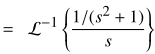 = ℒ⁻¹ { 1/(s² + 1) / s }